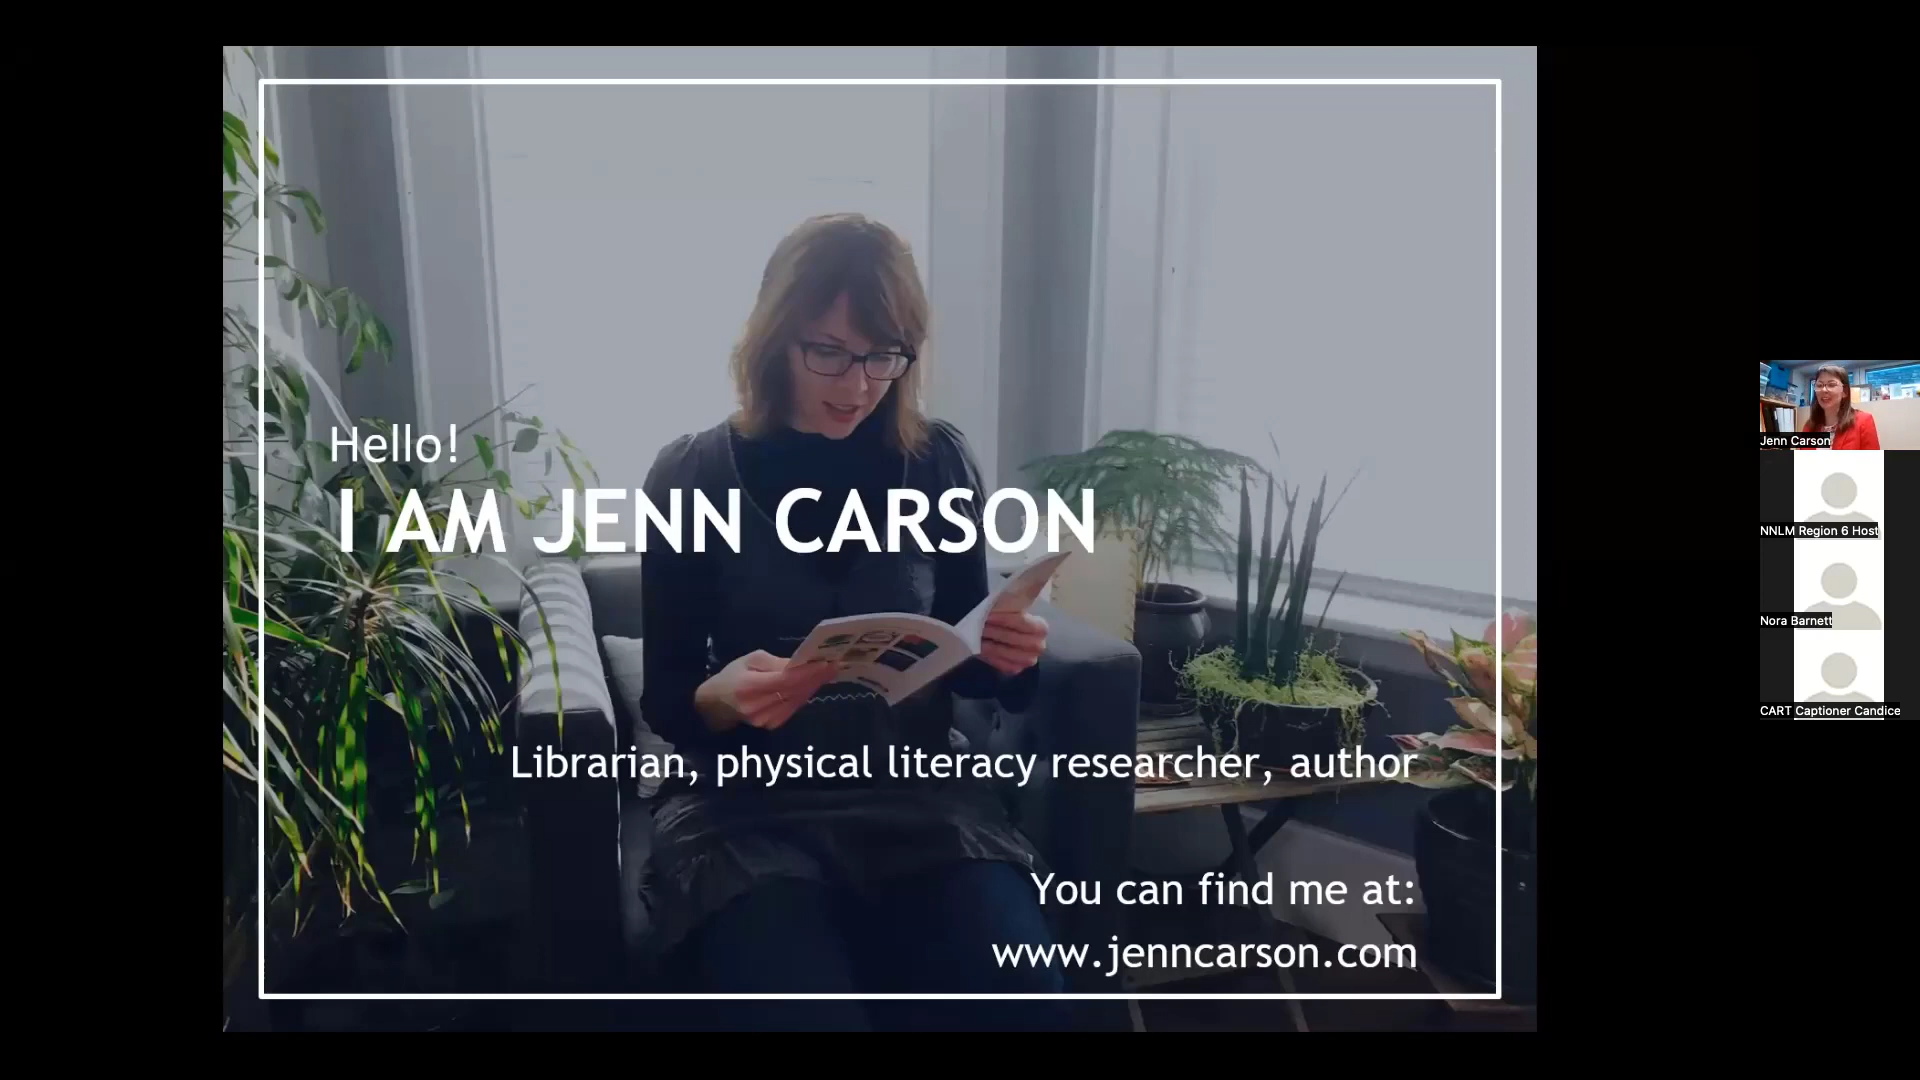 Hello!
I AM JENN CARSON
Librarian, physical literacy researcher, author
You can find me at:
www.jenncarson.com
Jenn Carson
NNLM Region 6 Host
Nora Barnett
CART Captioner Candice